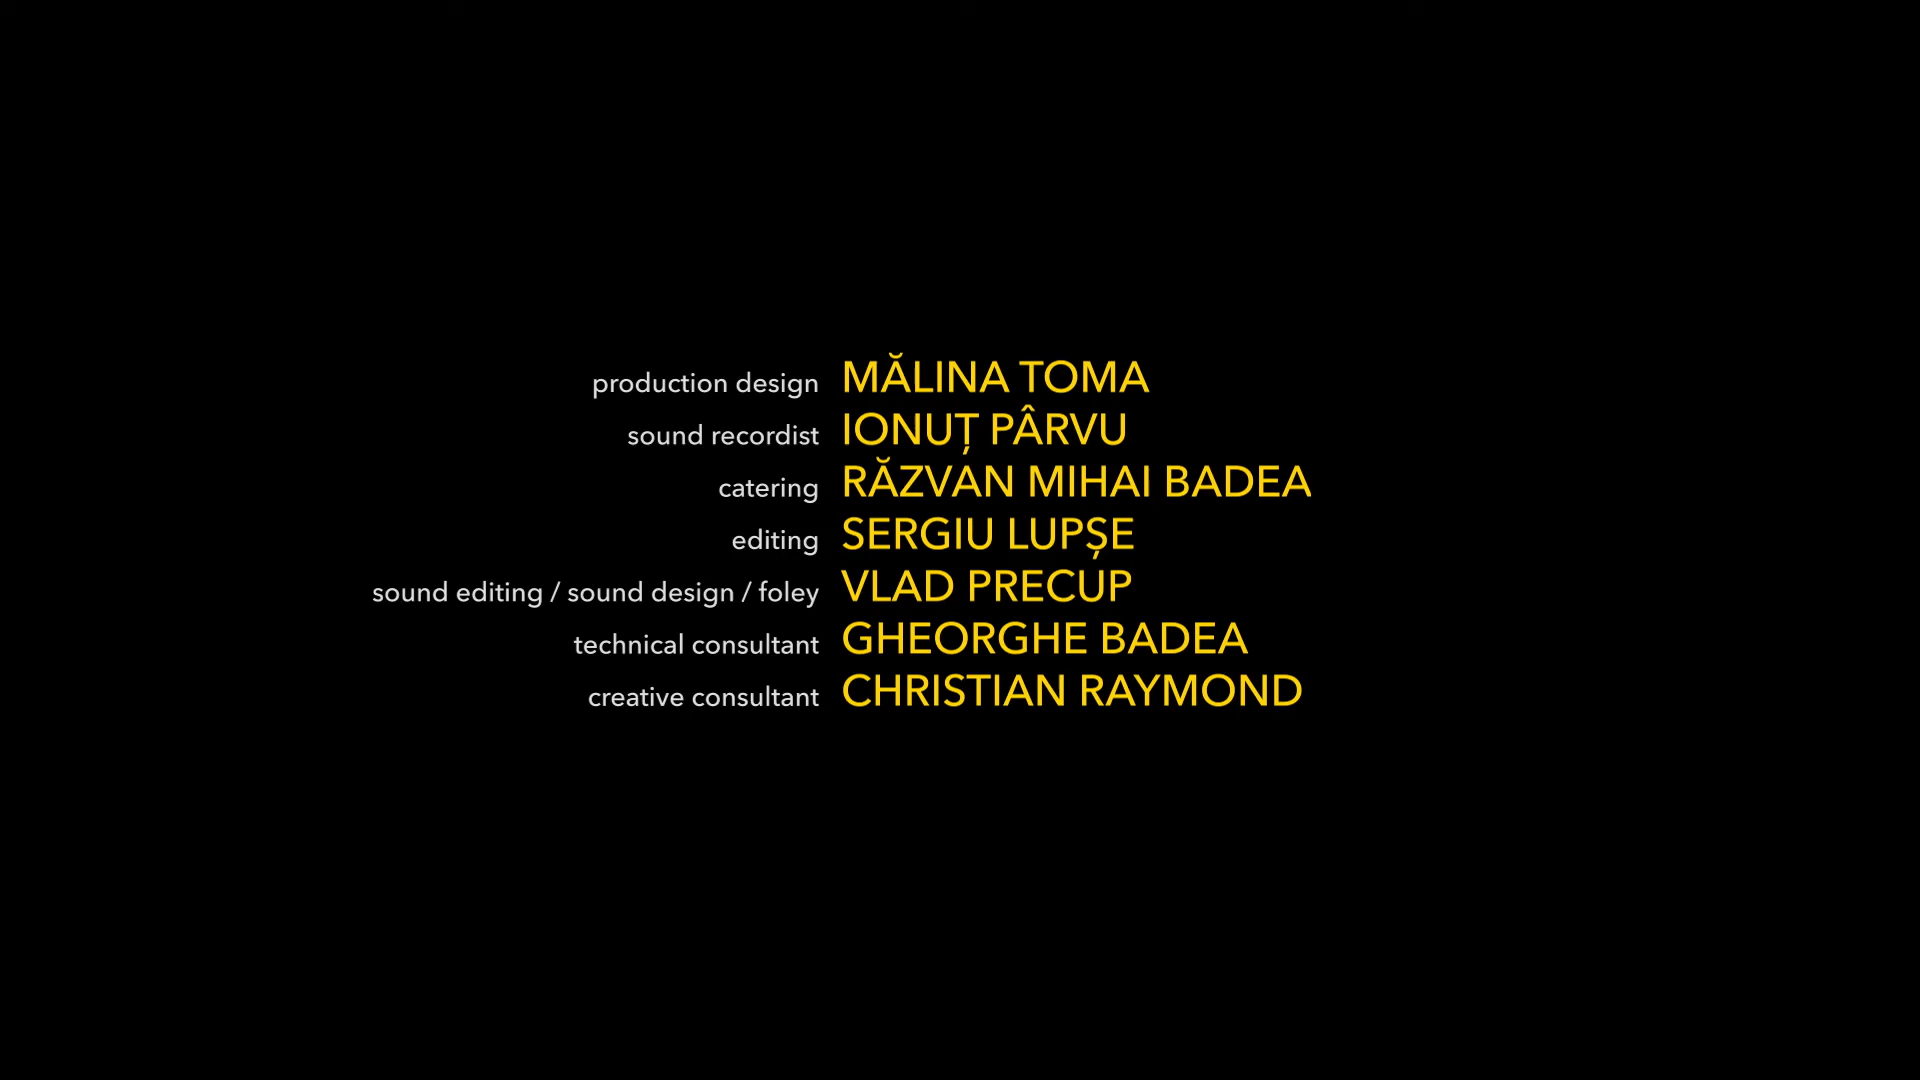 production design MĂLINA TOMA
sound recordist IONUȚ PÂRVU
catering RĂZVAN MIHAI BADEA
editing SERGIU LUPȘE
sound editing / sound design / foley VLAD PRECUP
technical consultant GHEORGHE BADEA
creative consultant CHRISTIAN RAYMOND